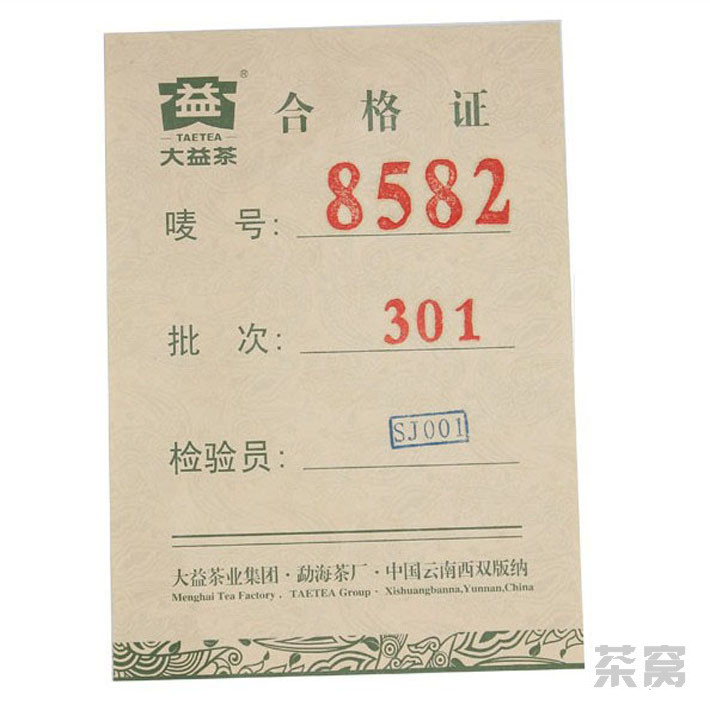 益®
TAETEA
大益茶
合格证
唛 号: 8582
批 次: 301
检验员: SJ001
大益茶业集团·勐海茶厂·中国云南西双版纳
Menghai Tea Factory . TAETEA Group · Xishuangbanna,Yunnan,China
茶窝